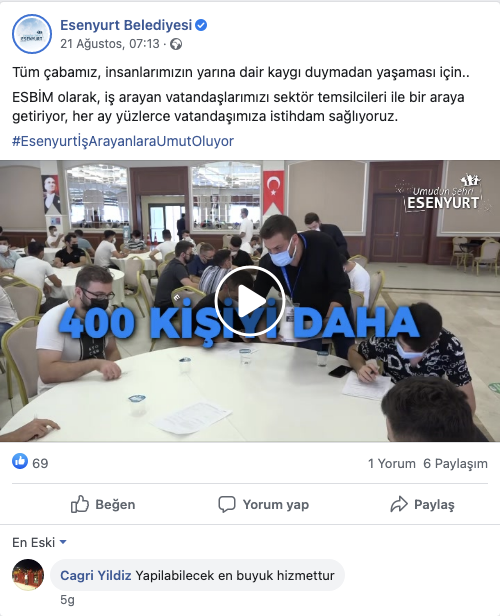 Esenyurt Belediyesi
21 Ağustos, 07:13 ·
Tüm çabamız, insanlarımızın yarına dair kaygı duymadan yaşaması için..
ESBİM olarak, iş arayan vatandaşlarımızı sektör temsilcileri ile bir araya
getiriyor, her ay yüzlerce vatandaşımıza istihdam sağlıyoruz.
#EsenyurtİşArayanlaraUmutOluyor
Umudun Şehri
ESENYURT
400 KİŞİYİ DAHA
69
1 Yorum 6 Paylaşım
Beğen
Yorum yap
Paylaş
En Eski
Cagri Yildiz Yapilabilecek en buyuk hizmettur
5g